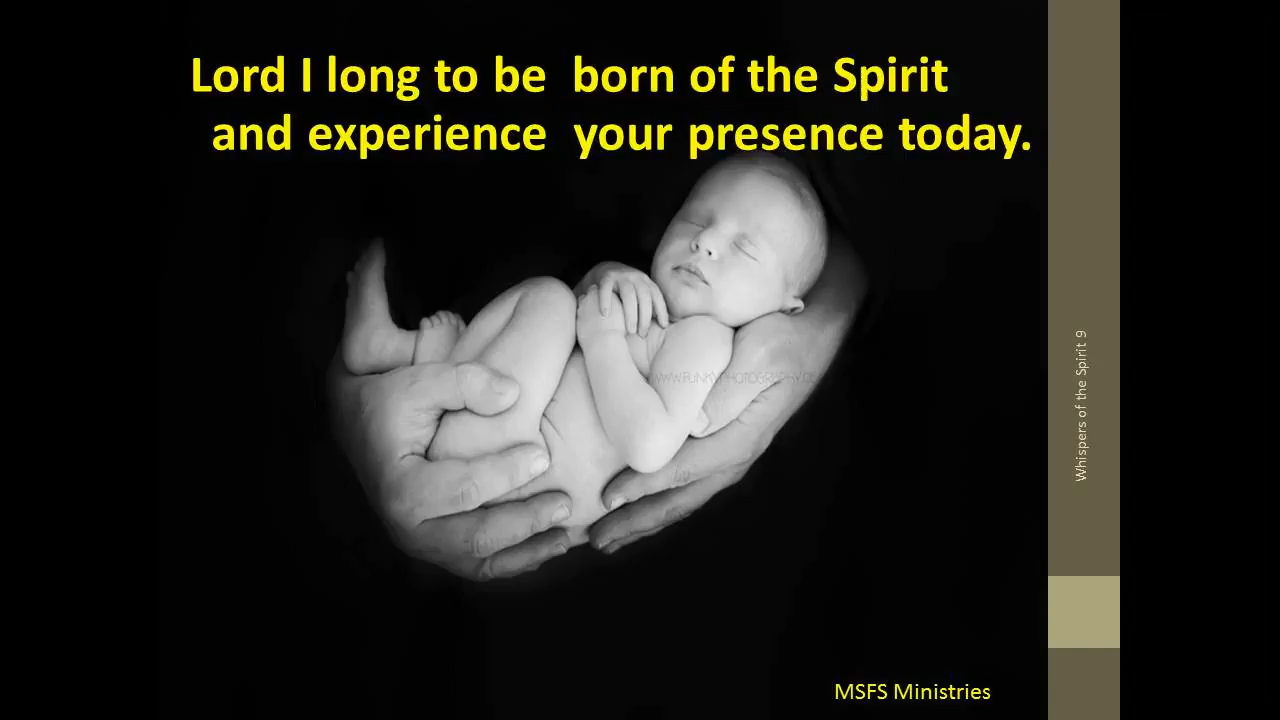 Lord I long to be born of the Spirit
and experience your presence today.
Whispers of the Spirit 9
MSFS Ministries